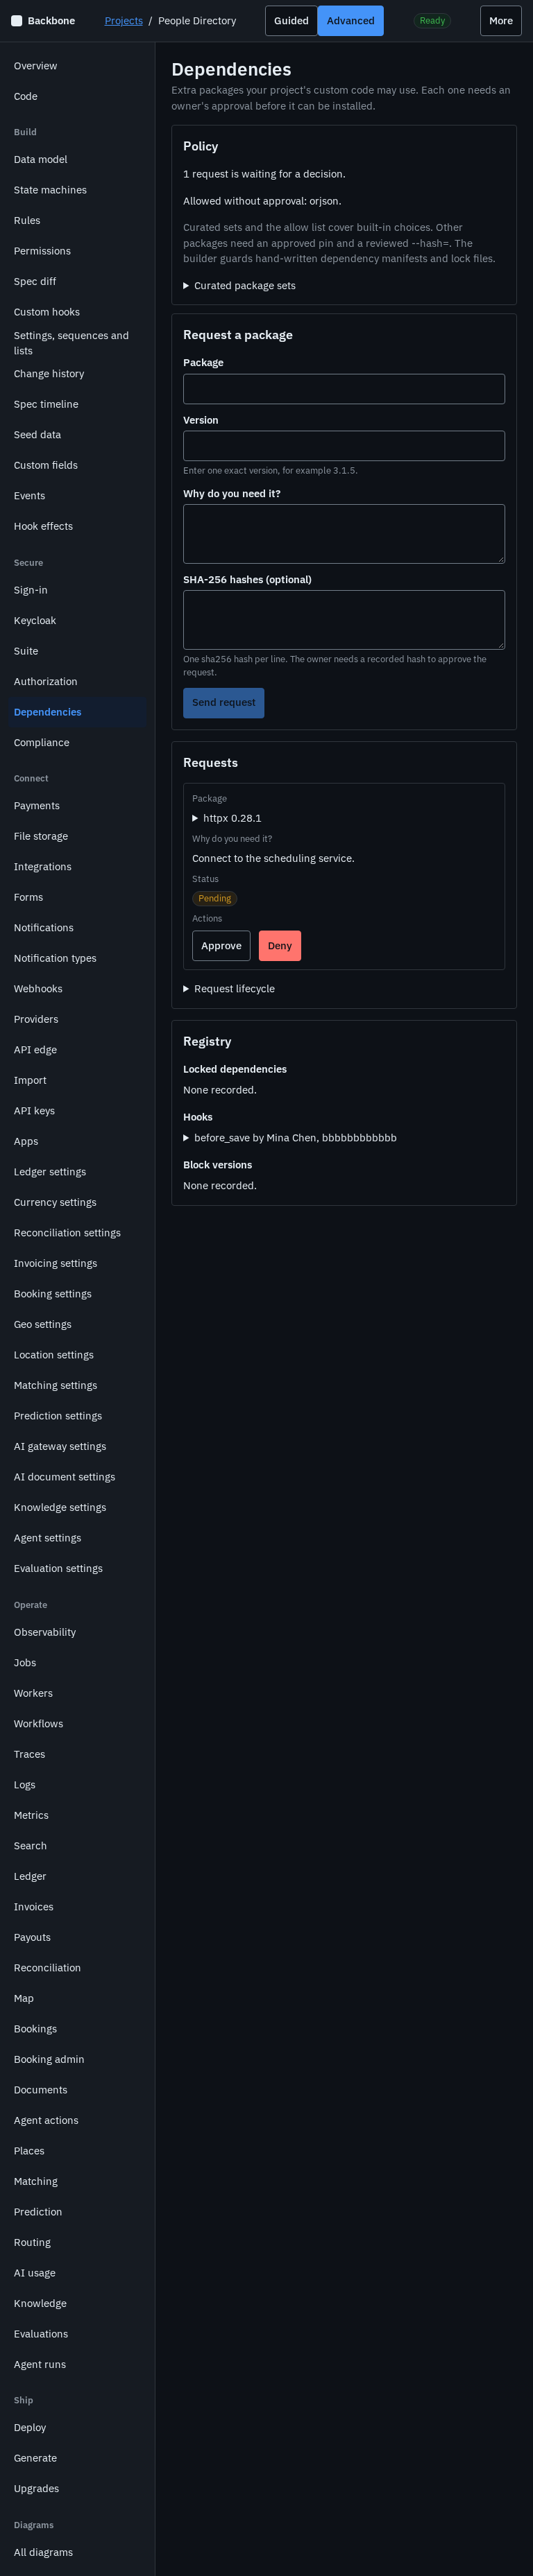 Backbone
Projects / People Directory
Guided
Advanced
Ready
More
Overview
Code
Build
Data model
State machines
Rules
Permissions
Spec diff
Custom hooks
Settings, sequences and
lists
Change history
Spec timeline
Seed data
Custom fields
Events
Hook effects
Secure
Sign-in
Keycloak
Suite
Authorization
Dependencies
Compliance
Connect
Payments
File storage
Integrations
Forms
Notifications
Notification types
Webhooks
Providers
API edge
Import
API keys
Apps
Ledger settings
Currency settings
Reconciliation settings
Invoicing settings
Booking settings
Geo settings
Location settings
Matching settings
Prediction settings
AI gateway settings
AI document settings
Knowledge settings
Agent settings
Evaluation settings
Operate
Observability
Jobs
Workers
Workflows
Traces
Logs
Metrics
Search
Ledger
Invoices
Payouts
Reconciliation
Map
Bookings
Booking admin
Documents
Agent actions
Places
Matching
Prediction
Routing
AI usage
Knowledge
Evaluations
Agent runs
Ship
Deploy
Generate
Upgrades
Diagrams
All diagrams
Dependencies
Extra packages your project's custom code may use. Each one needs an
owner's approval before it can be installed.
Policy
1 request is waiting for a decision.
Allowed without approval: orjson.
Curated sets and the allow list cover built-in choices. Other
packages need an approved pin and a reviewed --hash=. The
builder guards hand-written dependency manifests and lock files.
Curated package sets
Request a package
Package
Version
Enter one exact version, for example 3.1.5.
Why do you need it?
SHA-256 hashes (optional)
One sha256 hash per line. The owner needs a recorded hash to approve the
request.
Send request
Requests
Package
httpx 0.28.1
Why do you need it?
Connect to the scheduling service.
Status
Pending
Actions
Approve
Deny
Request lifecycle
Registry
Locked dependencies
None recorded.
Hooks
before_save by Mina Chen, bbbbbbbbbbbb
Block versions
None recorded.